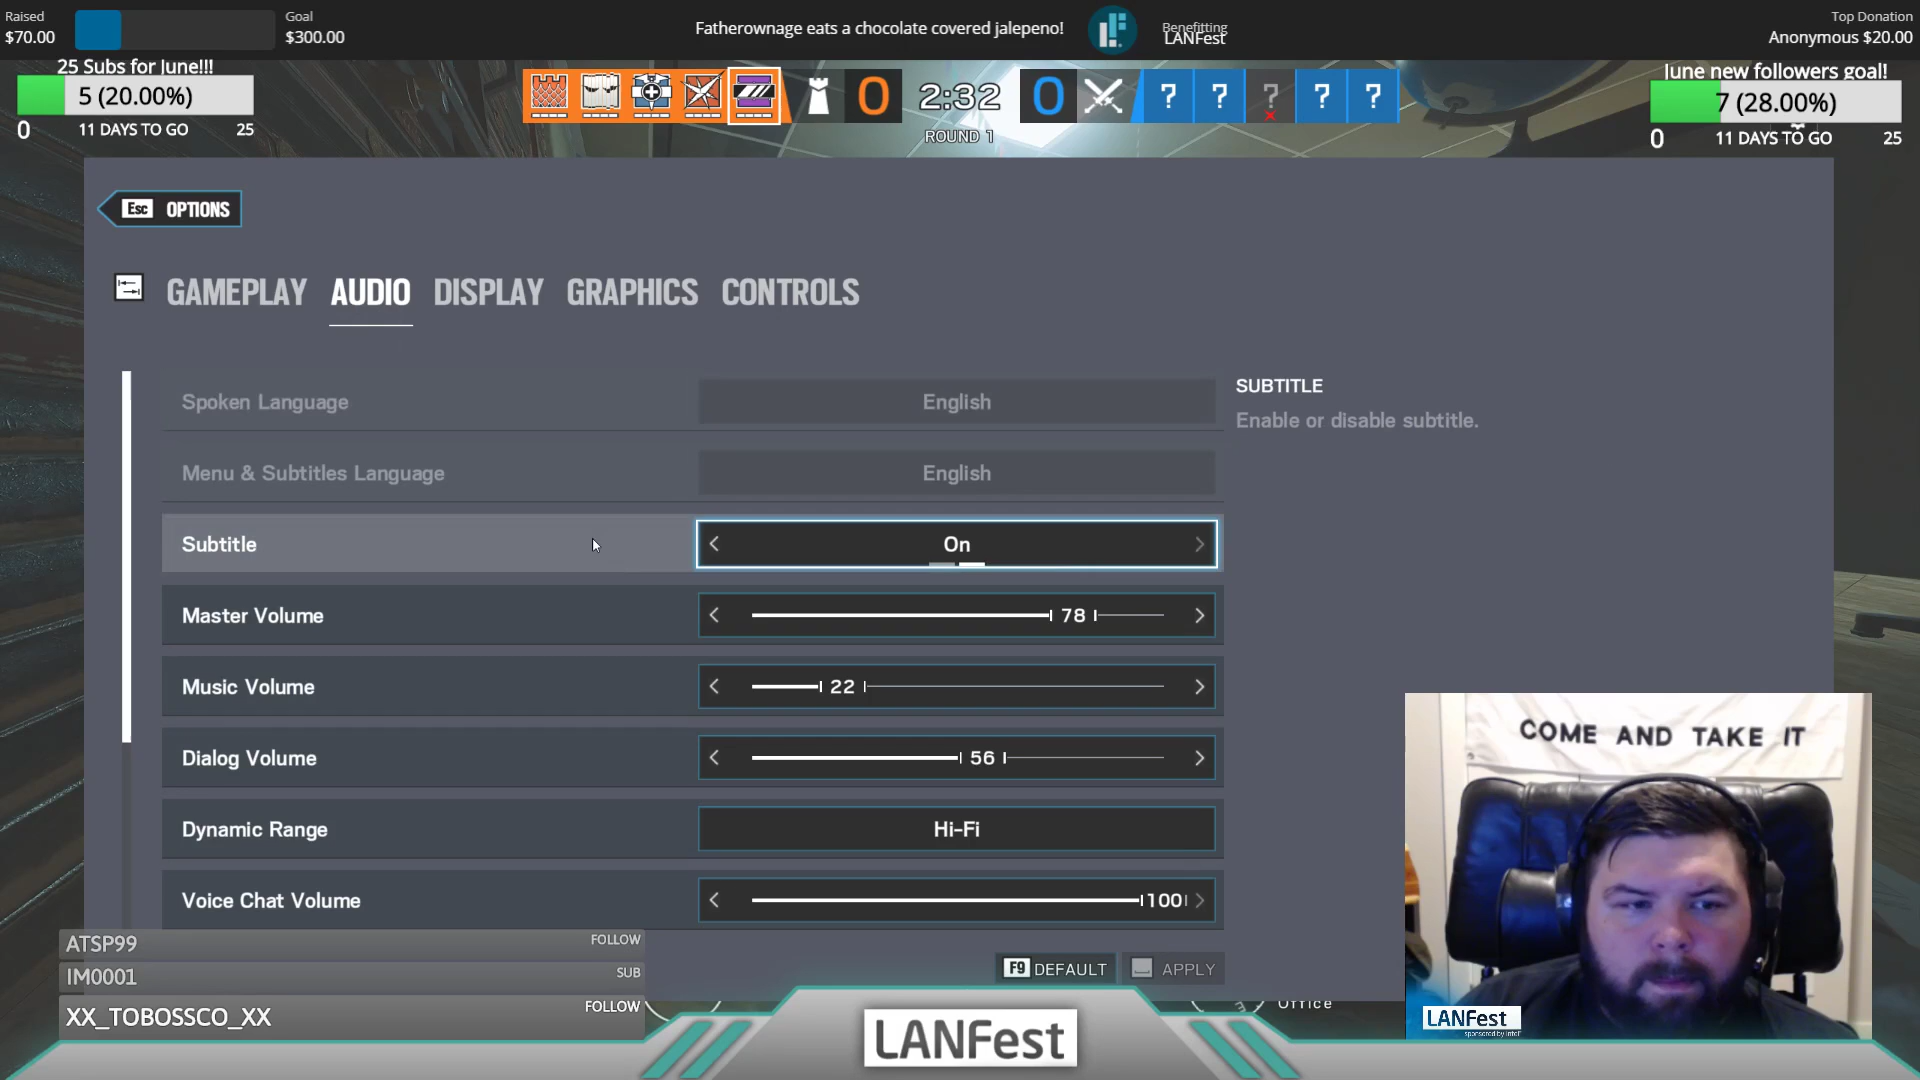 Raised
$70.00
Goal
$300.00
Fatherownage eats a chocolate covered jalepeno!
Benefitting
LANFest
Top Donation
Anonymous $20.00
25 Subs for June!!!
5 (20.00%)
0 11 DAYS TO GO 25
0 2:32 0
? ? ? ? ?
ROUND 1
June new followers goal!
7 (28.00%)
0 11 DAYS TO GO 25
Esc OPTIONS
GAMEPLAY AUDIO DISPLAY GRAPHICS CONTROLS
Spoken Language English
Menu & Subtitles Language English
Subtitle On
Master Volume 78
Music Volume 22
Dialog Volume 56
Dynamic Range Hi-Fi
Voice Chat Volume 100
SUBTITLE
Enable or disable subtitle.
F9 DEFAULT APPLY
ATSP99 FOLLOW
IM0001 SUB
XX_TOBOSSCO_XX FOLLOW
Office
LANFest
COME AND TAKE IT
LANFest
sponsored by Intel